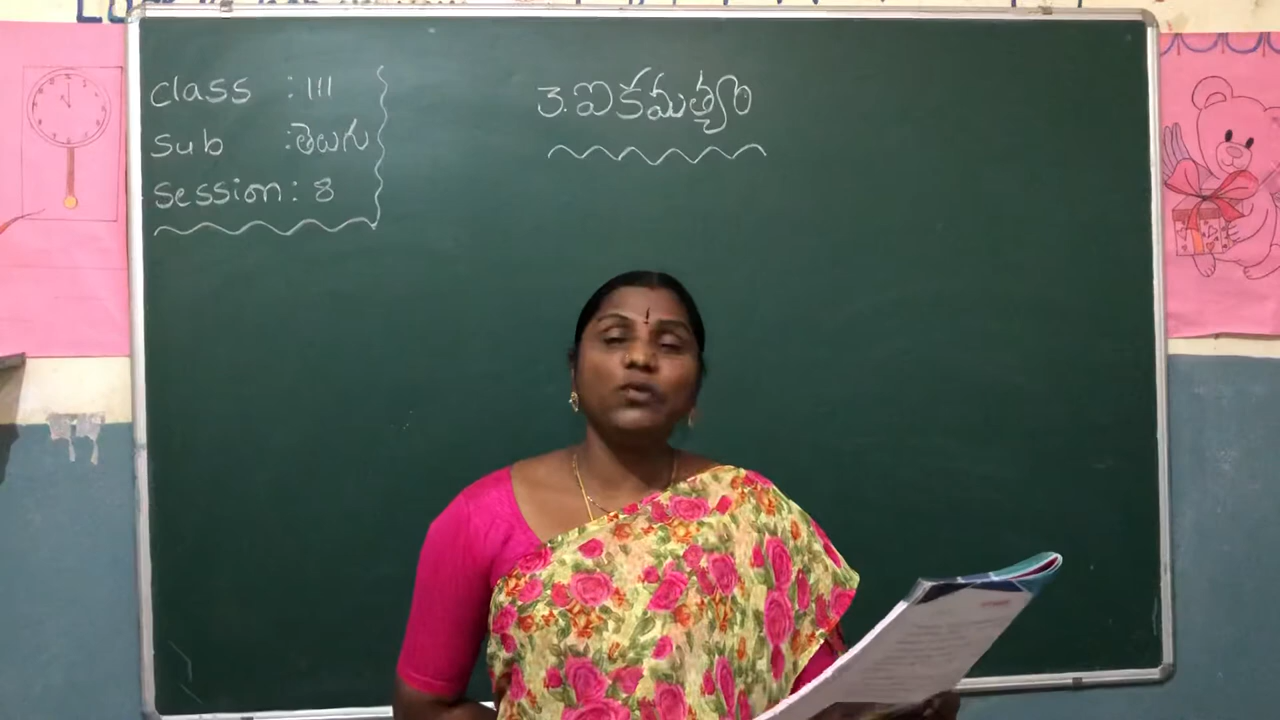 class : III
sub : తెలుగు
session : 8
3. ఐకమత్యం